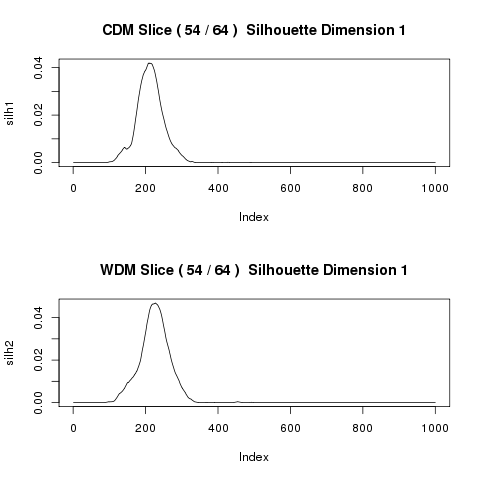 CDM Slice ( 54 / 64 )  Silhouette Dimension 1
silh1
0.04
0.02
0.00
0 200 400 600 800 1000
Index
WDM Slice ( 54 / 64 )  Silhouette Dimension 1
silh2
0.04
0.02
0.00
0 200 400 600 800 1000
Index